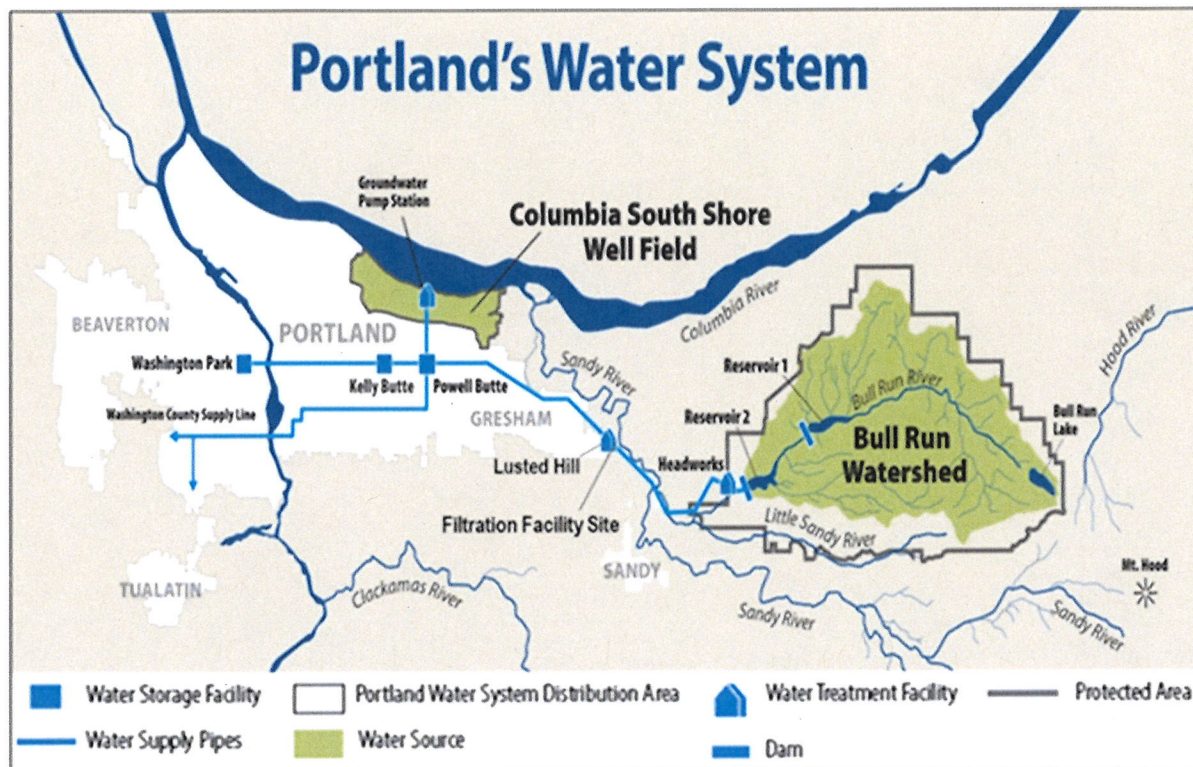 Portland's Water System
Groundwater
Pump Station
Columbia South Shore
Well Field
Columbia River
Hood River
BEAVERTON
PORTLAND
Washington Park
Kelly Butte
Powell Butte
Sandy River
Reservoir 1
Bull Run River
Washington County Supply Line
GRESHAM
Reservoir 2
Bull Run
Lake
Bull Run
Watershed
Lusted Hill
Headworks
Filtration Facility Site
Little Sandy River
SANDY
Mt. Hood
TUALATIN
Clackamas River
Sandy River
Sandy River
Water Storage Facility
Portland Water System Distribution Area
Water Treatment Facility
Protected Area
Water Supply Pipes
Water Source
Dam